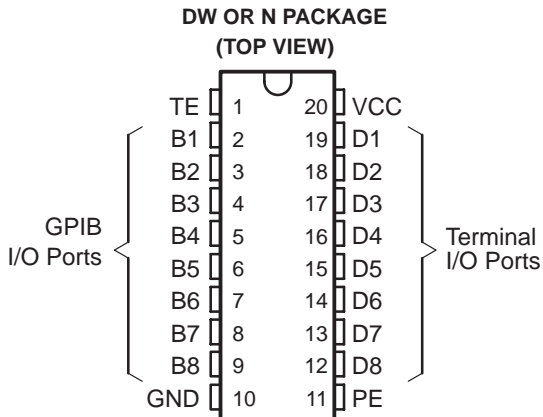 DW OR N PACKAGE
(TOP VIEW)
TE 1 20 VCC
B1 2 19 D1
B2 3 18 D2
B3 4 17 D3
B4 5 16 D4
B5 6 15 D5
B6 7 14 D6
B7 8 13 D7
B8 9 12 D8
GND 10 11 PE
GPIB
I/O Ports
Terminal
I/O Ports